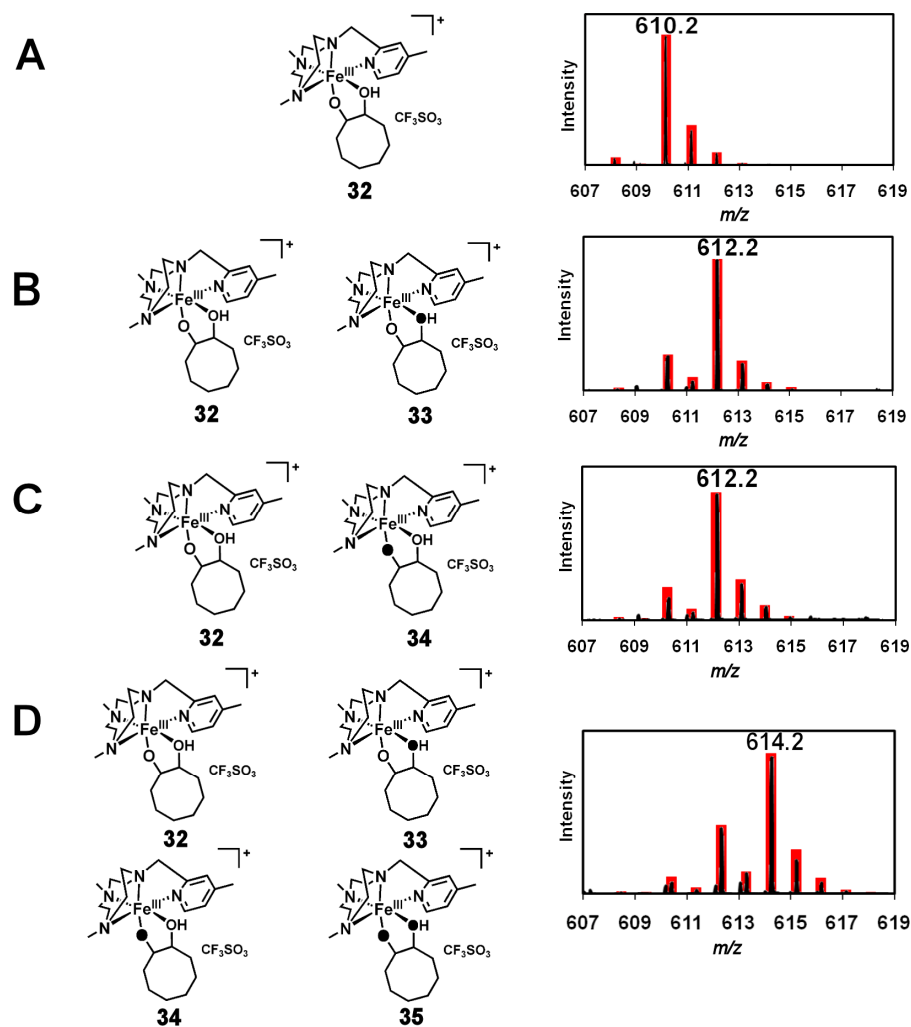 A
N
N
N
N
Fe^III
O
OH
]^+
CF3SO3
32
Intensity
610.2
607 609 611 613 615 617 619
m/z
B
N
N
N
N
Fe^III
O
OH
]^+
CF3SO3
32
N
N
N
N
Fe^III
O
●H
]^+
CF3SO3
33
Intensity
612.2
607 609 611 613 615 617 619
m/z
C
N
N
N
N
Fe^III
O
OH
]^+
CF3SO3
32
N
N
N
N
Fe^III
●
OH
]^+
CF3SO3
34
Intensity
612.2
607 609 611 613 615 617 619
m/z
D
N
N
N
N
Fe^III
O
OH
]^+
CF3SO3
32
N
N
N
N
Fe^III
O
●H
]^+
CF3SO3
33
N
N
N
N
Fe^III
●
OH
]^+
CF3SO3
34
N
N
N
N
Fe^III
●
●H
]^+
CF3SO3
35
Intensity
614.2
607 609 611 613 615 617 619
m/z